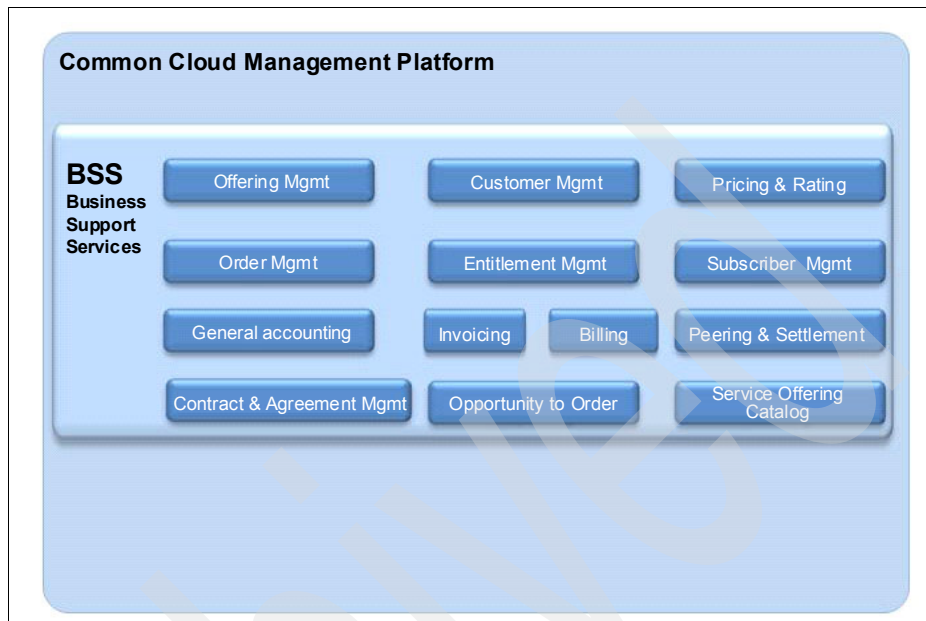 Common Cloud Management Platform
BSS
Business
Support
Services
Offering Mgmt
Customer Mgmt
Pricing & Rating
Order Mgmt
Entitlement Mgmt
Subscriber Mgmt
General accounting
Invoicing
Billing
Peering & Settlement
Contract & Agreement Mgmt
Opportunity to Order
Service Offering
Catalog